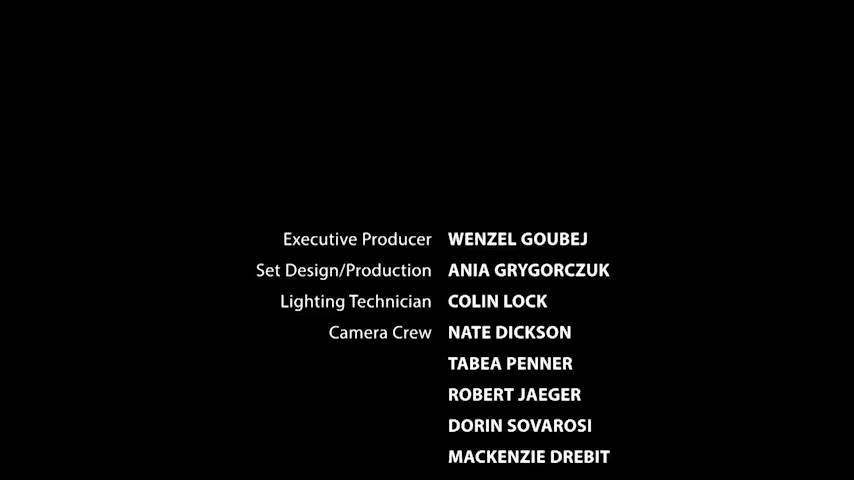 Executive Producer WENZEL GOUBEJ
Set Design/Production ANIA GRYGORCZUK
Lighting Technician COLIN LOCK
Camera Crew NATE DICKSON
TABEA PENNER
ROBERT JAEGER
DORIN SOVAROSI
MACKENZIE DREBIT